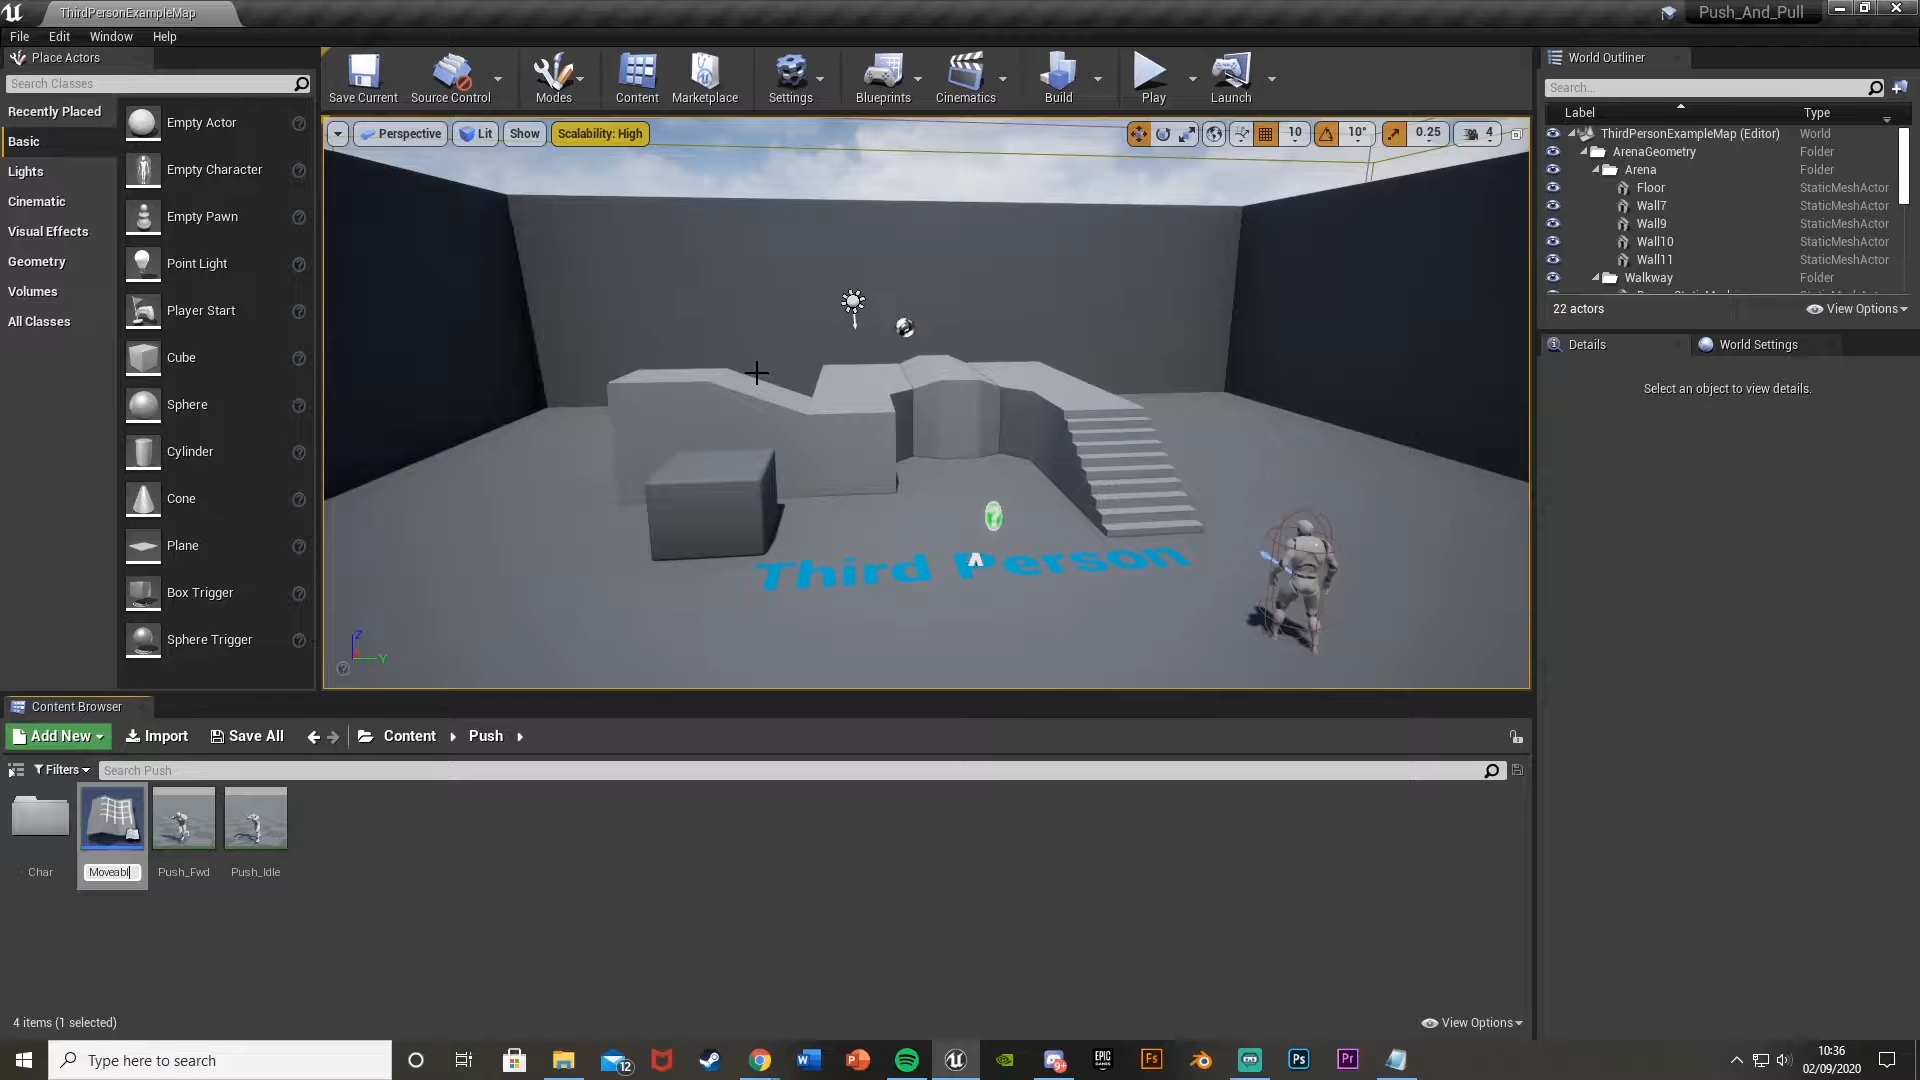 ThirdPersonExampleMap
Push_And_Pull
File Edit Window Help
Place Actors
Search Classes
Recently Placed
Basic
Lights
Cinematic
Visual Effects
Geometry
Volumes
All Classes
Empty Actor
Empty Character
Empty Pawn
Point Light
Player Start
Cube
Sphere
Cylinder
Cone
Plane
Box Trigger
Sphere Trigger
Save Current
Source Control
Modes
Content
Marketplace
Settings
Blueprints
Cinematics
Build
Play
Launch
Perspective
Lit
Show
Scalability: High
10
10°
0.25
4
Third Person
Z
Y
World Outliner
Search...
Label Type
ThirdPersonExampleMap (Editor) World
ArenaGeometry Folder
Arena Folder
Floor StaticMeshActor
Wall7 StaticMeshActor
Wall9 StaticMeshActor
Wall10 StaticMeshActor
Wall11 StaticMeshActor
Walkway Folder
22 actors
View Options
Details
World Settings
Select an object to view details.
Content Browser
Add New
Import
Save All
Content
Push
Filters
Search Push
Char
Moveabl
Push_Fwd
Push_Idle
4 items (1 selected)
View Options
Type here to search
12
W
P
EPIC GAMES
9+
Fs
Ps
Pr
10:36
02/09/2020